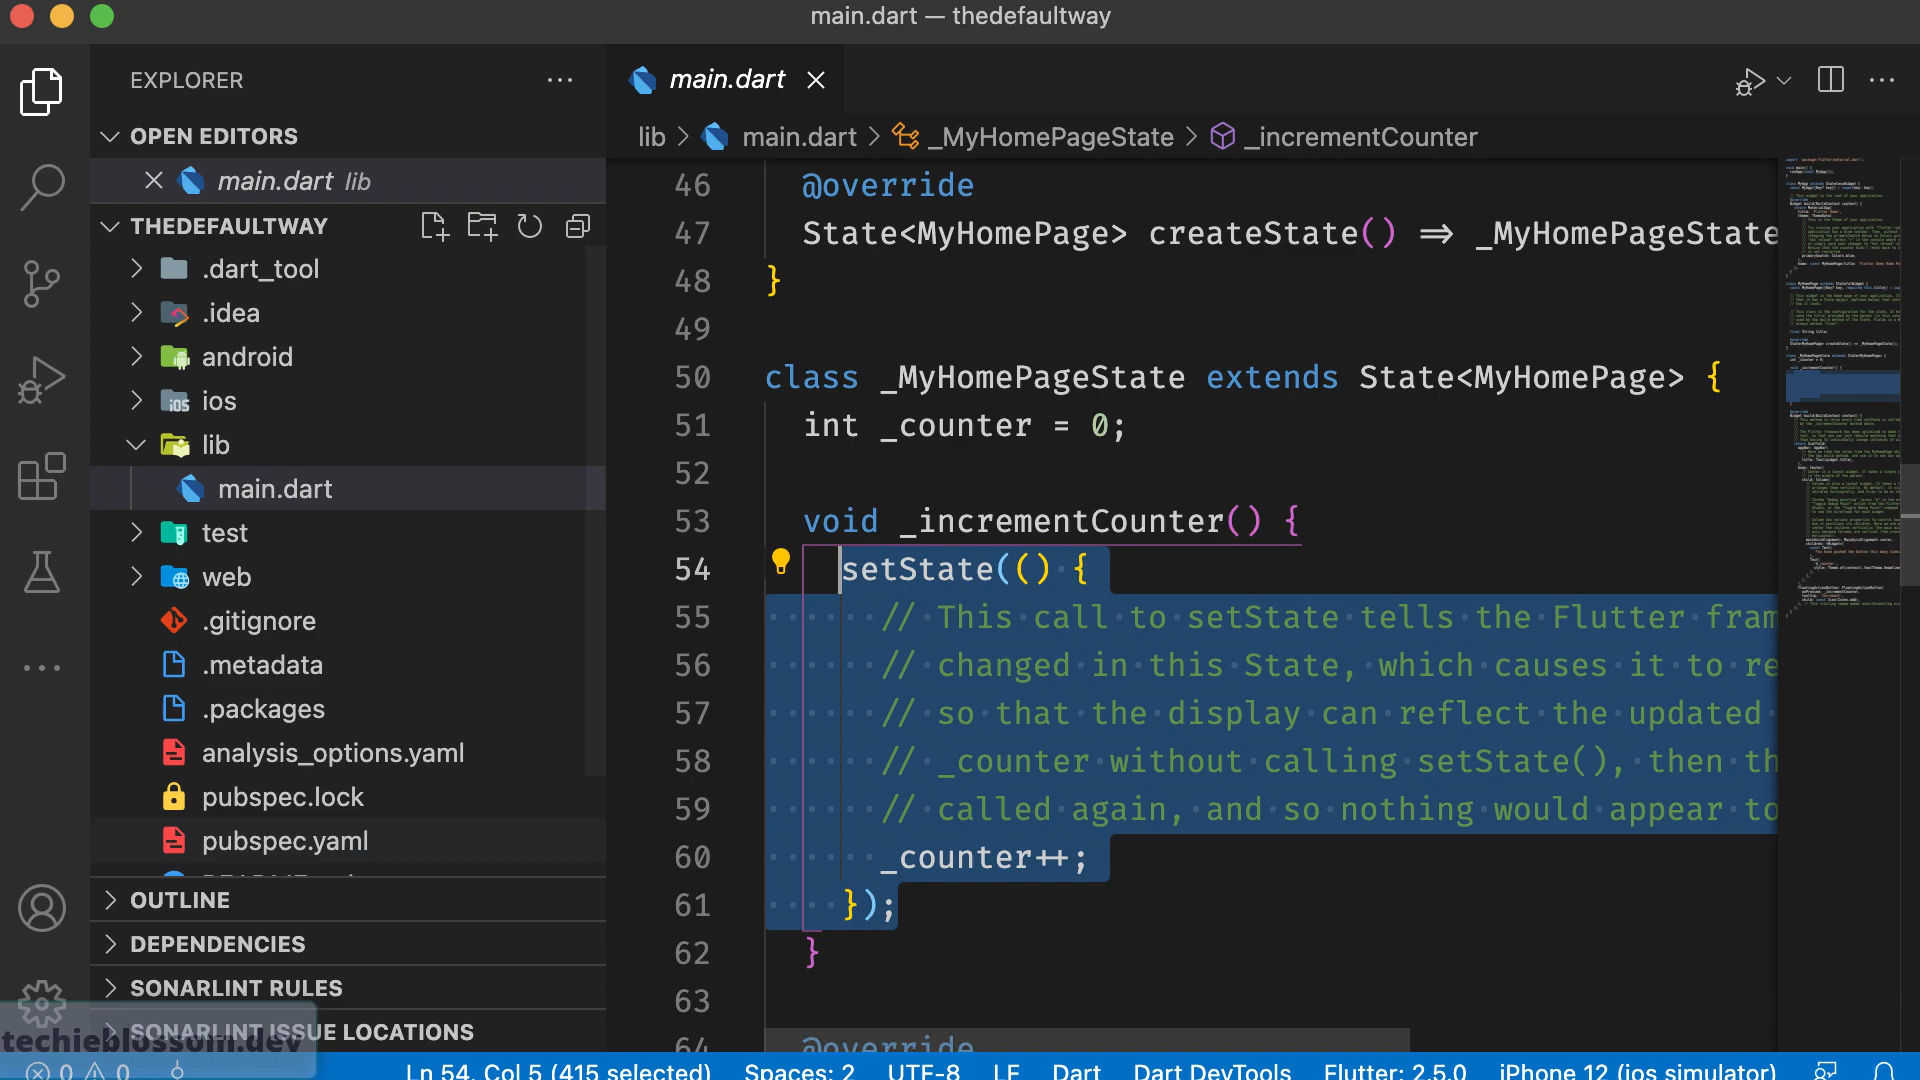 main.dart — thedefaultway
EXPLORER
OPEN EDITORS
main.dart lib
THEDEFAULTWAY
.dart_tool
.idea
android
ios
lib
main.dart
test
web
.gitignore
.metadata
.packages
analysis_options.yaml
pubspec.lock
pubspec.yaml
OUTLINE
DEPENDENCIES
SONARLINT RULES
SONARLINT ISSUE LOCATIONS
techieblossom.dev
main.dart
lib > main.dart > _MyHomePageState > _incrementCounter
46 @override
47 State<MyHomePage> createState() => _MyHomePageState
48 }
49
50 class _MyHomePageState extends State<MyHomePage> {
51 int _counter = 0;
52
53 void _incrementCounter() {
54 setState(() {
55 // This call to setState tells the Flutter fram
56 // changed in this State, which causes it to re
57 // so that the display can reflect the updated
58 // _counter without calling setState(), then th
59 // called again, and so nothing would appear to
60 _counter++;
61 });
62 }
63
64 @override
0 0 Ln 54, Col 5 (415 selected) Spaces: 2 UTF-8 LF Dart Dart DevTools Flutter: 2.5.0 iPhone 12 (ios simulator)